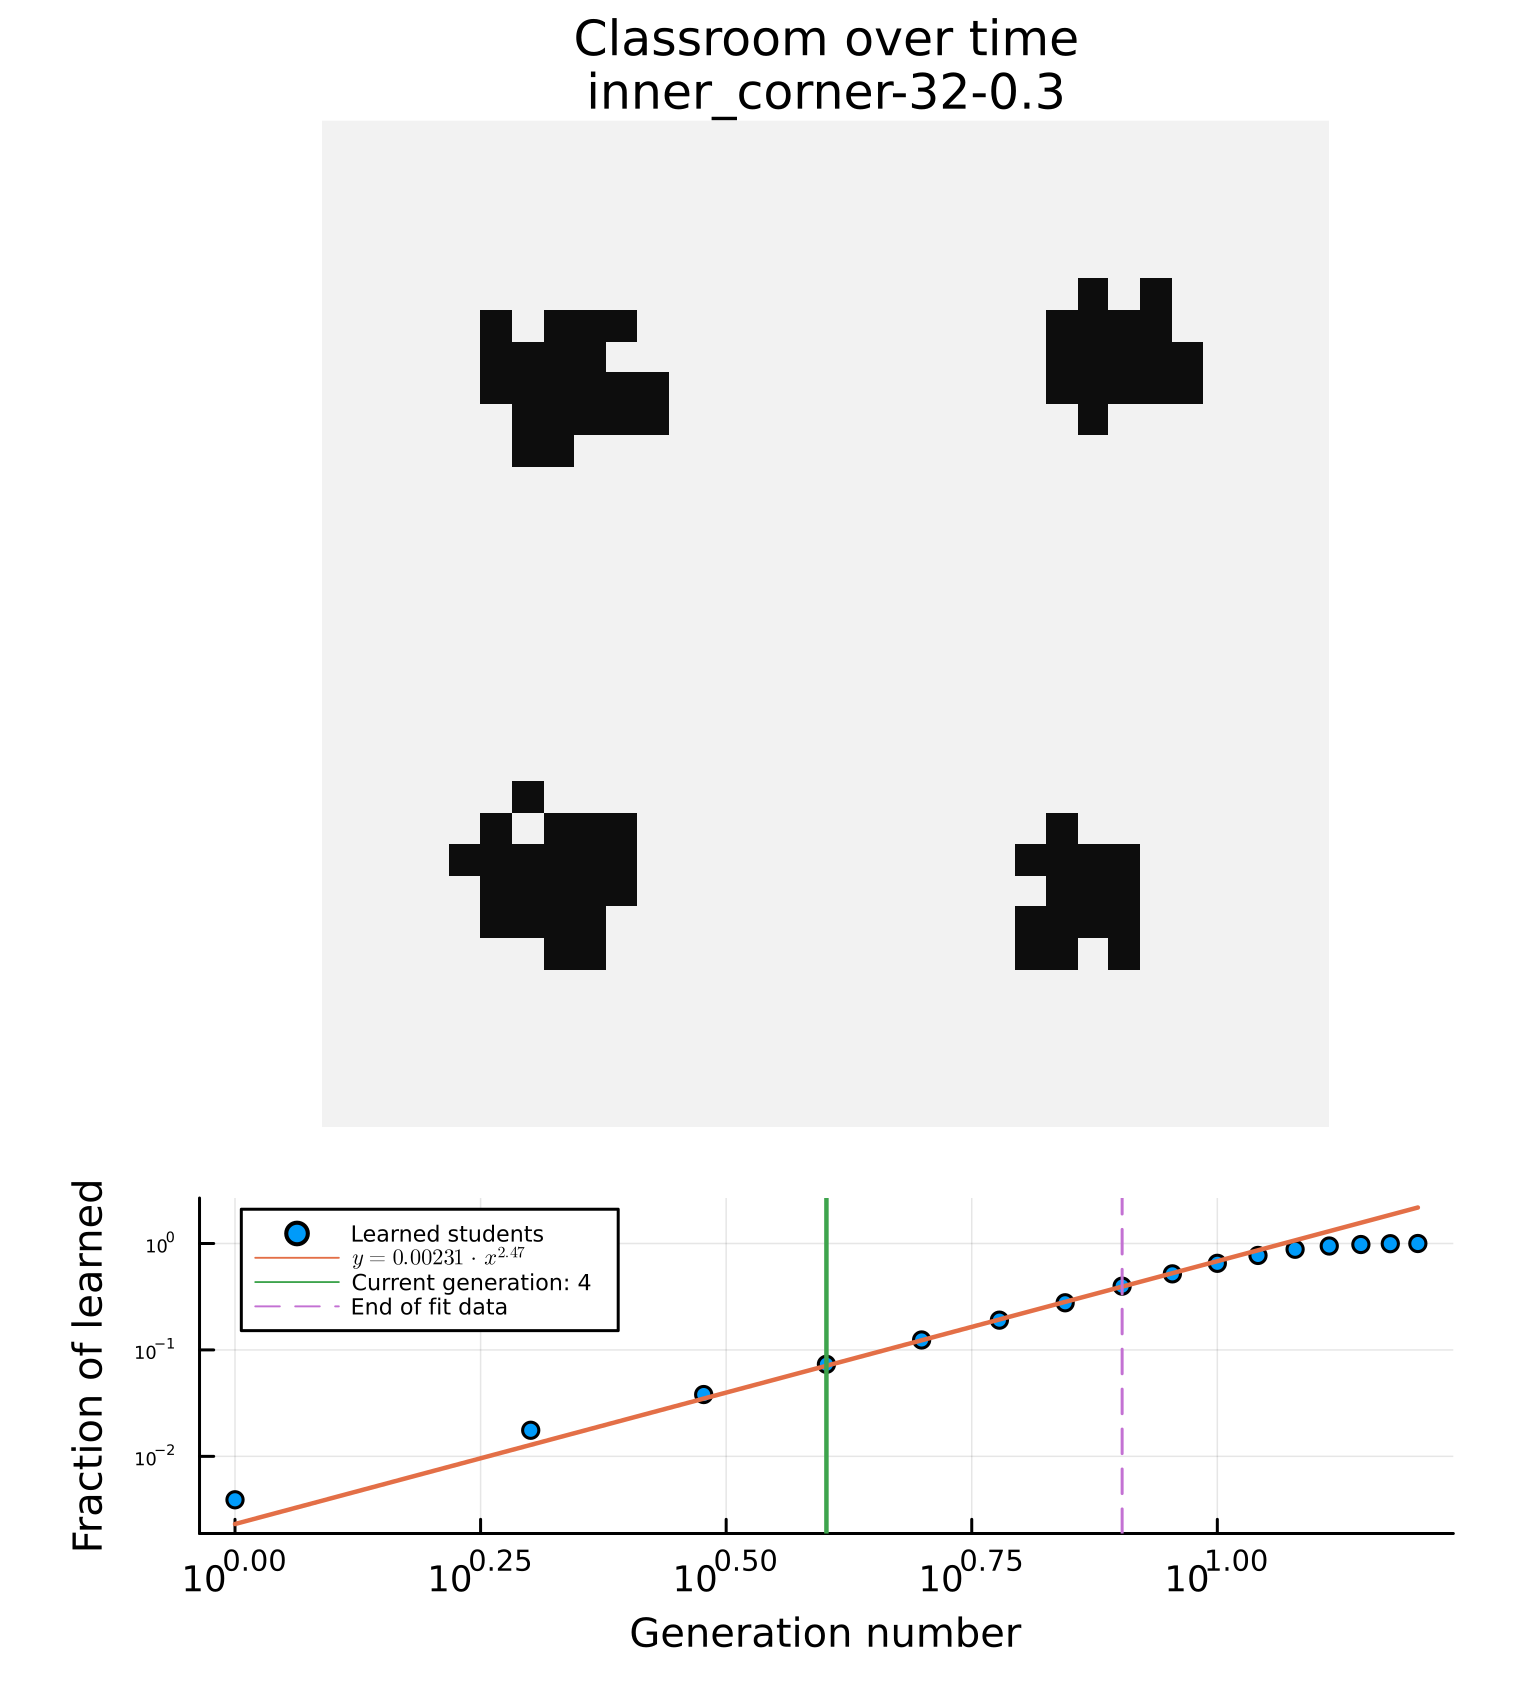 Classroom over time
inner_corner-32-0.3
Fraction of learned
10⁰
10⁻¹
10⁻²
Learned students
y = 0.00231 · x^2.47
Current generation: 4
End of fit data
10^0.00 10^0.25 10^0.50 10^0.75 10^1.00
Generation number